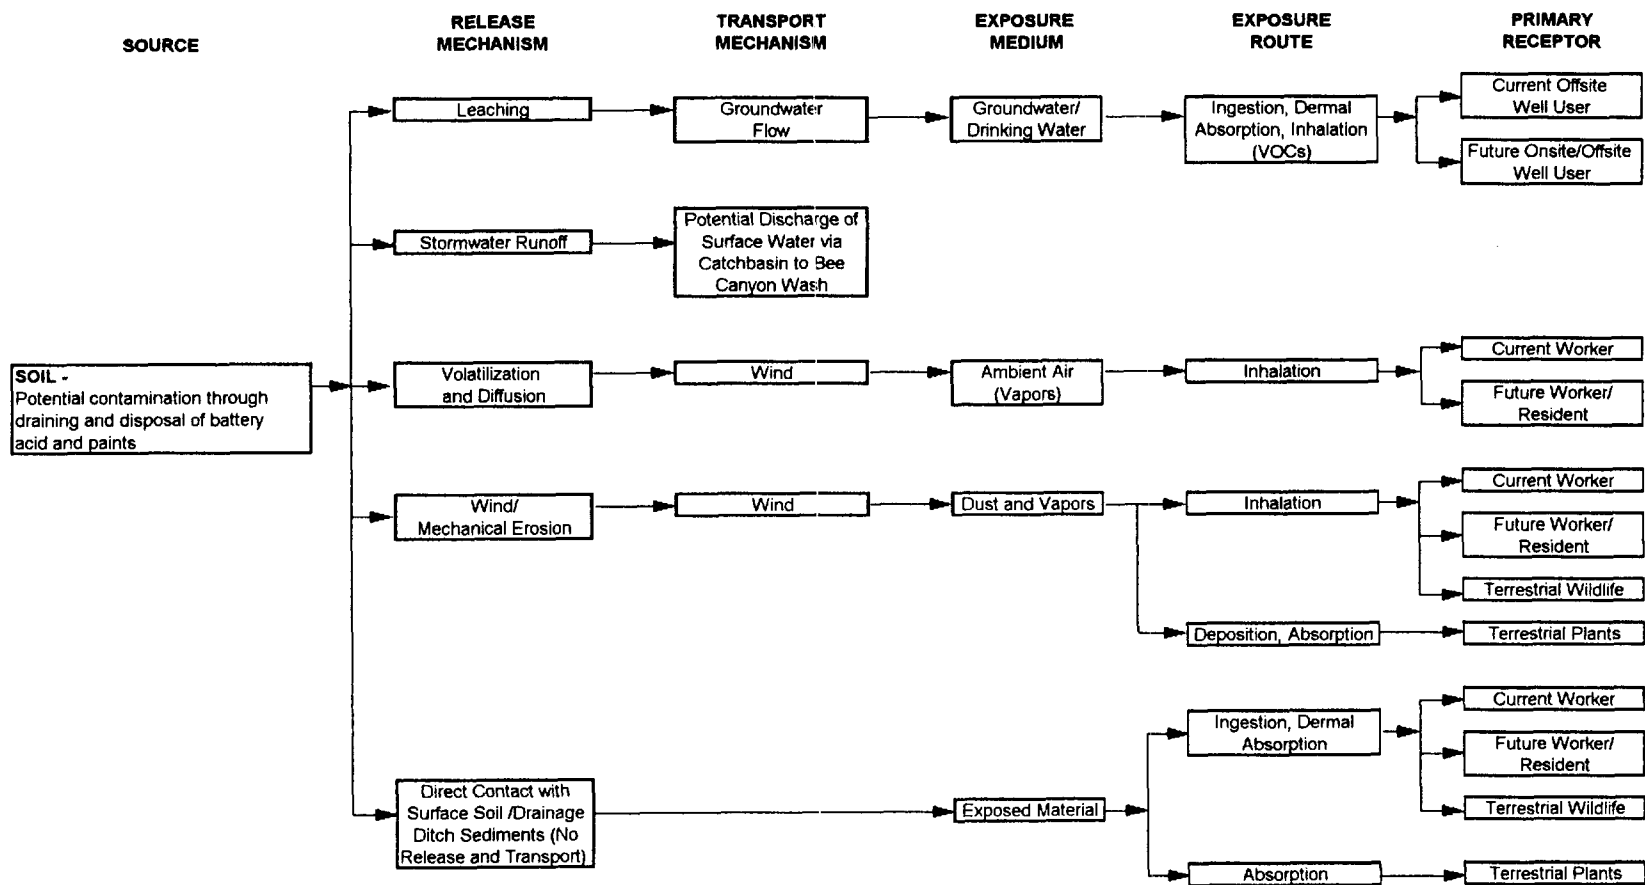 SOURCE
RELEASE
MECHANISM
TRANSPORT
MECHANISM
EXPOSURE
MEDIUM
EXPOSURE
ROUTE
PRIMARY
RECEPTOR
Leaching
Groundwater
Flow
Groundwater/
Drinking Water
Ingestion, Dermal
Absorption, Inhalation
(VOCs)
Current Offsite
Well User
Future Onsite/Offsite
Well User
Stormwater Runoff
Potential Discharge of
Surface Water via
Catchbasin to Bee
Canyon Wash
SOIL -
Potential contamination through
draining and disposal of battery
acid and paints
Volatilization
and Diffusion
Wind
Ambient Air
(Vapors)
Inhalation
Current Worker
Future Worker/
Resident
Wind/
Mechanical Erosion
Wind
Dust and Vapors
Inhalation
Current Worker
Future Worker/
Resident
Terrestrial Wildlife
Deposition, Absorption
Terrestrial Plants
Direct Contact with
Surface Soil /Drainage
Ditch Sediments (No
Release and Transport)
Exposed Material
Ingestion, Dermal
Absorption
Current Worker
Future Worker/
Resident
Terrestrial Wildlife
Absorption
Terrestrial Plants